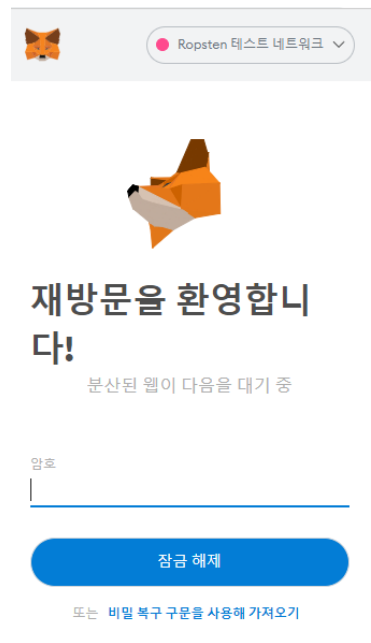 Ropsten 테스트 네트워크
재방문을 환영합니
다!
분산된 웹이 다음을 대기 중
암호
잠금 해제
또는 비밀 복구 구문을 사용해 가져오기